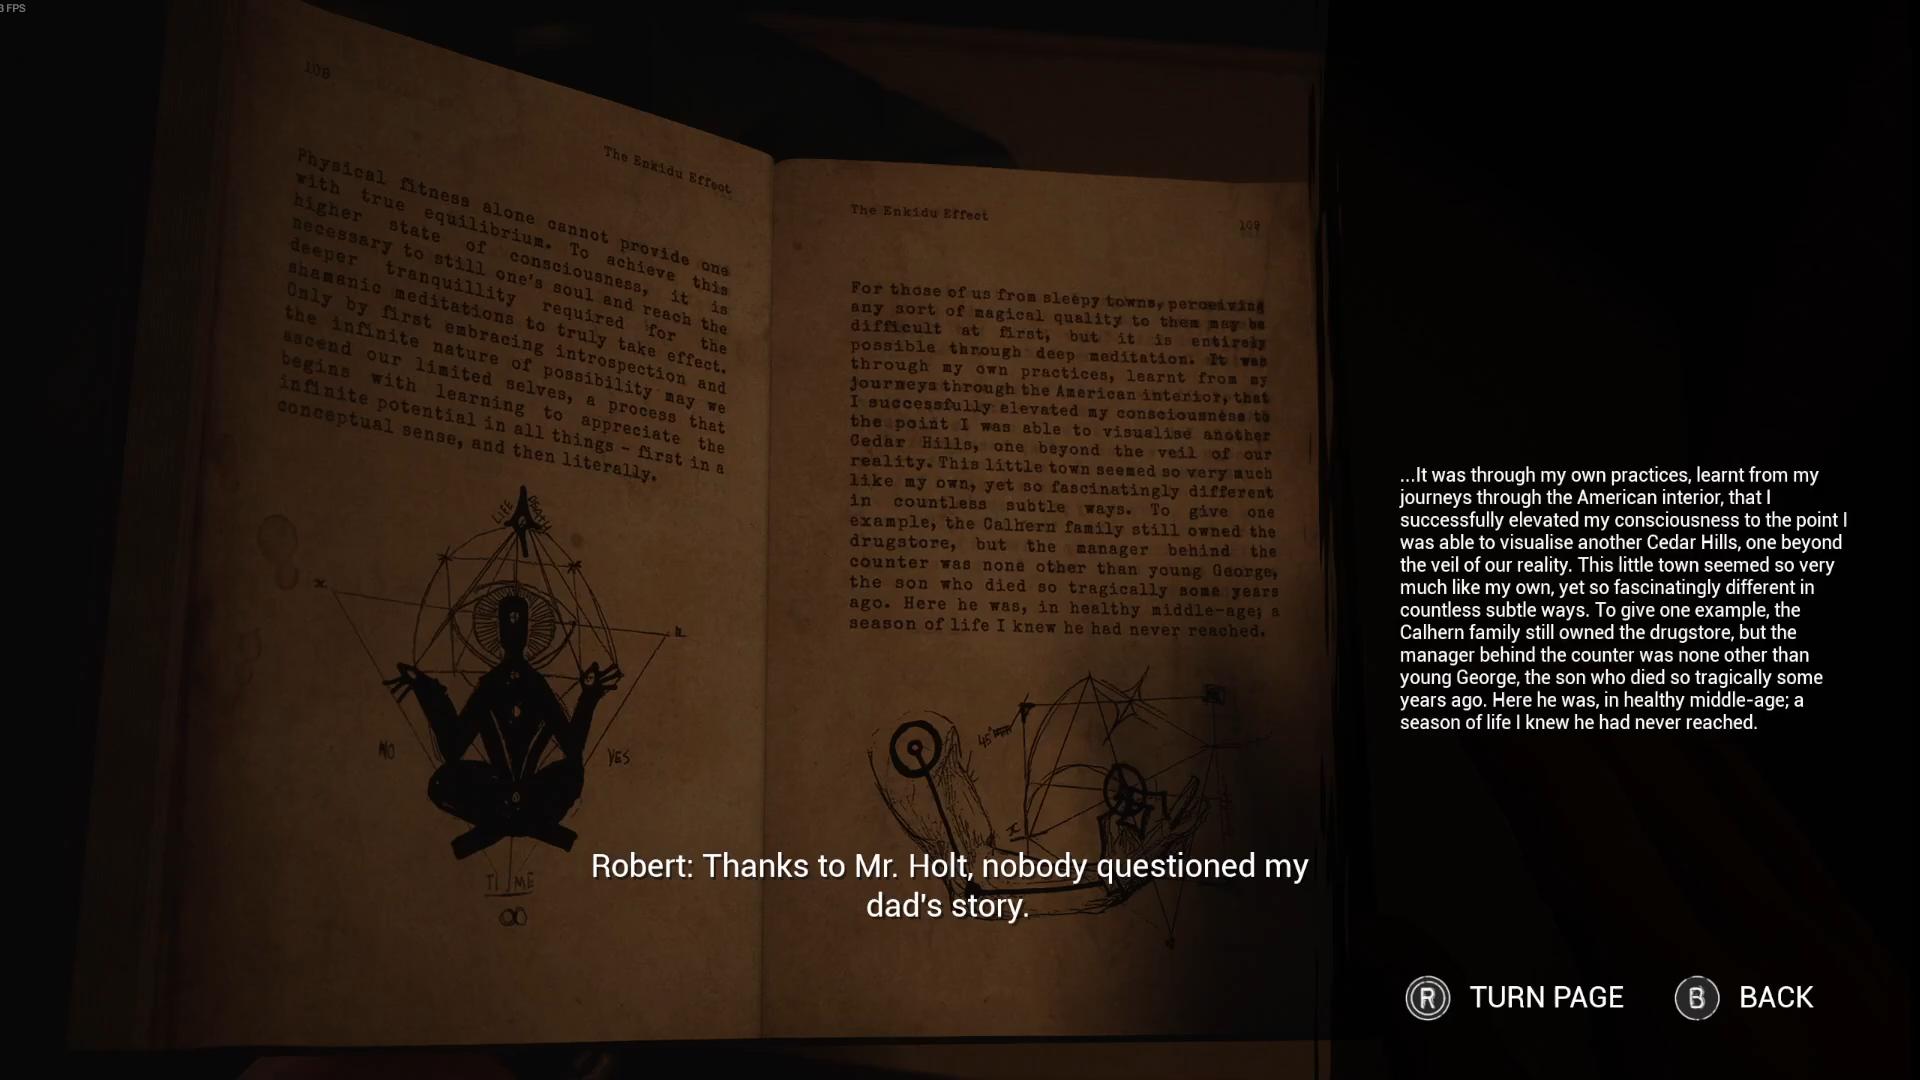 3 FPS
108
The Enkidu Effect
Physical fitness alone cannot provide one
with true equilibrium. To achieve this
higher state of consciousness, it is
necessary to still one's soul and reach the
deeper tranquillity required for the
shamanic meditations to truly take effect.
Only by first embracing introspection and
the infinite nature of possibility may we
ascend our limited selves, a process that
begins with learning to appreciate the
infinite potential in all things - first in a
conceptual sense, and then literally.
LIFE
DEATH
NO
YES
TIME
The Enkidu Effect
109
For those of us from sleepy towns, perceiving
any sort of magical quality to them may be
difficult at first, but it is entirely
possible through deep meditation. It was
through my own practices, learnt from my
journeys through the American interior, that
I successfully elevated my consciousness to
the point I was able to visualise another
Cedar Hills, one beyond the veil of our
reality. This little town seemed so very much
like my own, yet so fascinatingly different
in countless subtle ways. To give one
example, the Calhern family still owned the
drugstore, but the manager behind the
counter was none other than young George,
the son who died so tragically some years
ago. Here he was, in healthy middle-age; a
season of life I knew he had never reached.
45°
Robert: Thanks to Mr. Holt, nobody questioned my
dad's story.
...It was through my own practices, learnt from my
journeys through the American interior, that I
successfully elevated my consciousness to the point I
was able to visualise another Cedar Hills, one beyond
the veil of our reality. This little town seemed so very
much like my own, yet so fascinatingly different in
countless subtle ways. To give one example, the
Calhern family still owned the drugstore, but the
manager behind the counter was none other than
young George, the son who died so tragically some
years ago. Here he was, in healthy middle-age; a
season of life I knew he had never reached.
R TURN PAGE
B BACK